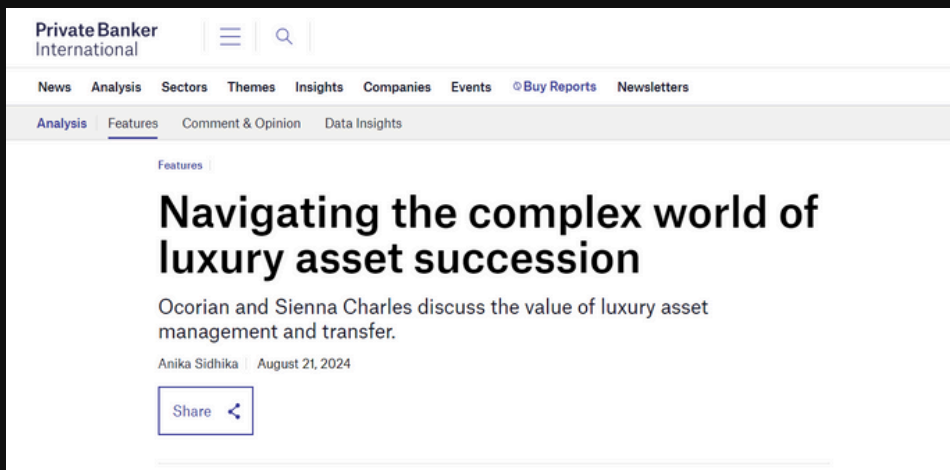 Private Banker
International
News Analysis Sectors Themes Insights Companies Events Buy Reports Newsletters
Analysis Features Comment & Opinion Data Insights
Features
Navigating the complex world of
luxury asset succession
Ocorian and Sienna Charles discuss the value of luxury asset
management and transfer.
Anika Sidhika August 21, 2024
Share